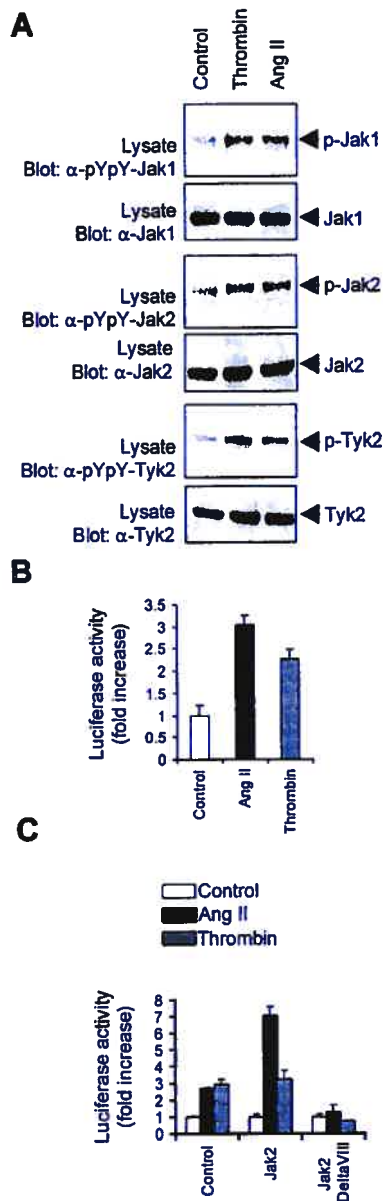 A
Control
Thrombin
Ang II
Lysate
Blot: α-pYpY-Jak1
p-Jak1
Lysate
Blot: α-Jak1
Jak1
Lysate
Blot: α-pYpY-Jak2
p-Jak2
Lysate
Blot: α-Jak2
Jak2
Lysate
Blot: α-pYpY-Tyk2
p-Tyk2
Lysate
Blot: α-Tyk2
Tyk2
B
Luciferase activity
(fold increase)
3.5
3
2.5
2
1.5
1
0.5
0
Control
Ang II
Thrombin
C
Control
Ang II
Thrombin
Luciferase activity
(fold increase)
8
7
6
5
4
3
2
1
0
Control
Jak2
Jak2
DeltaVIII